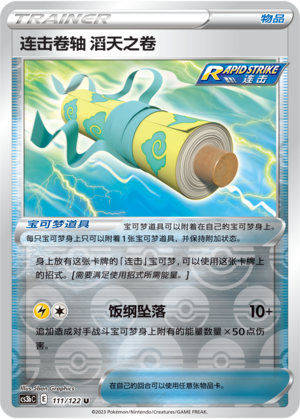 TRAINER 物品
连击卷轴 滔天之卷
RAPID STRIKE
连击
宝可梦道具
宝可梦道具可以附着在自己的宝可梦身上。
每只宝可梦身上只可以附着1张宝可梦道具,并保持附加状态。
身上放有这张卡牌的「连击」宝可梦,可以使用这张卡牌上
的招式。[需要满足使用招式所需能量。]
饭纲坠落 10+
追加造成对手战斗宝可梦身上附有的能量数量×50点伤
害。
cs3bC E 111/122 U
在自己的回合可以使用任意张物品卡。
©2023 Pokémon/Nintendo/Creatures/GAME FREAK.